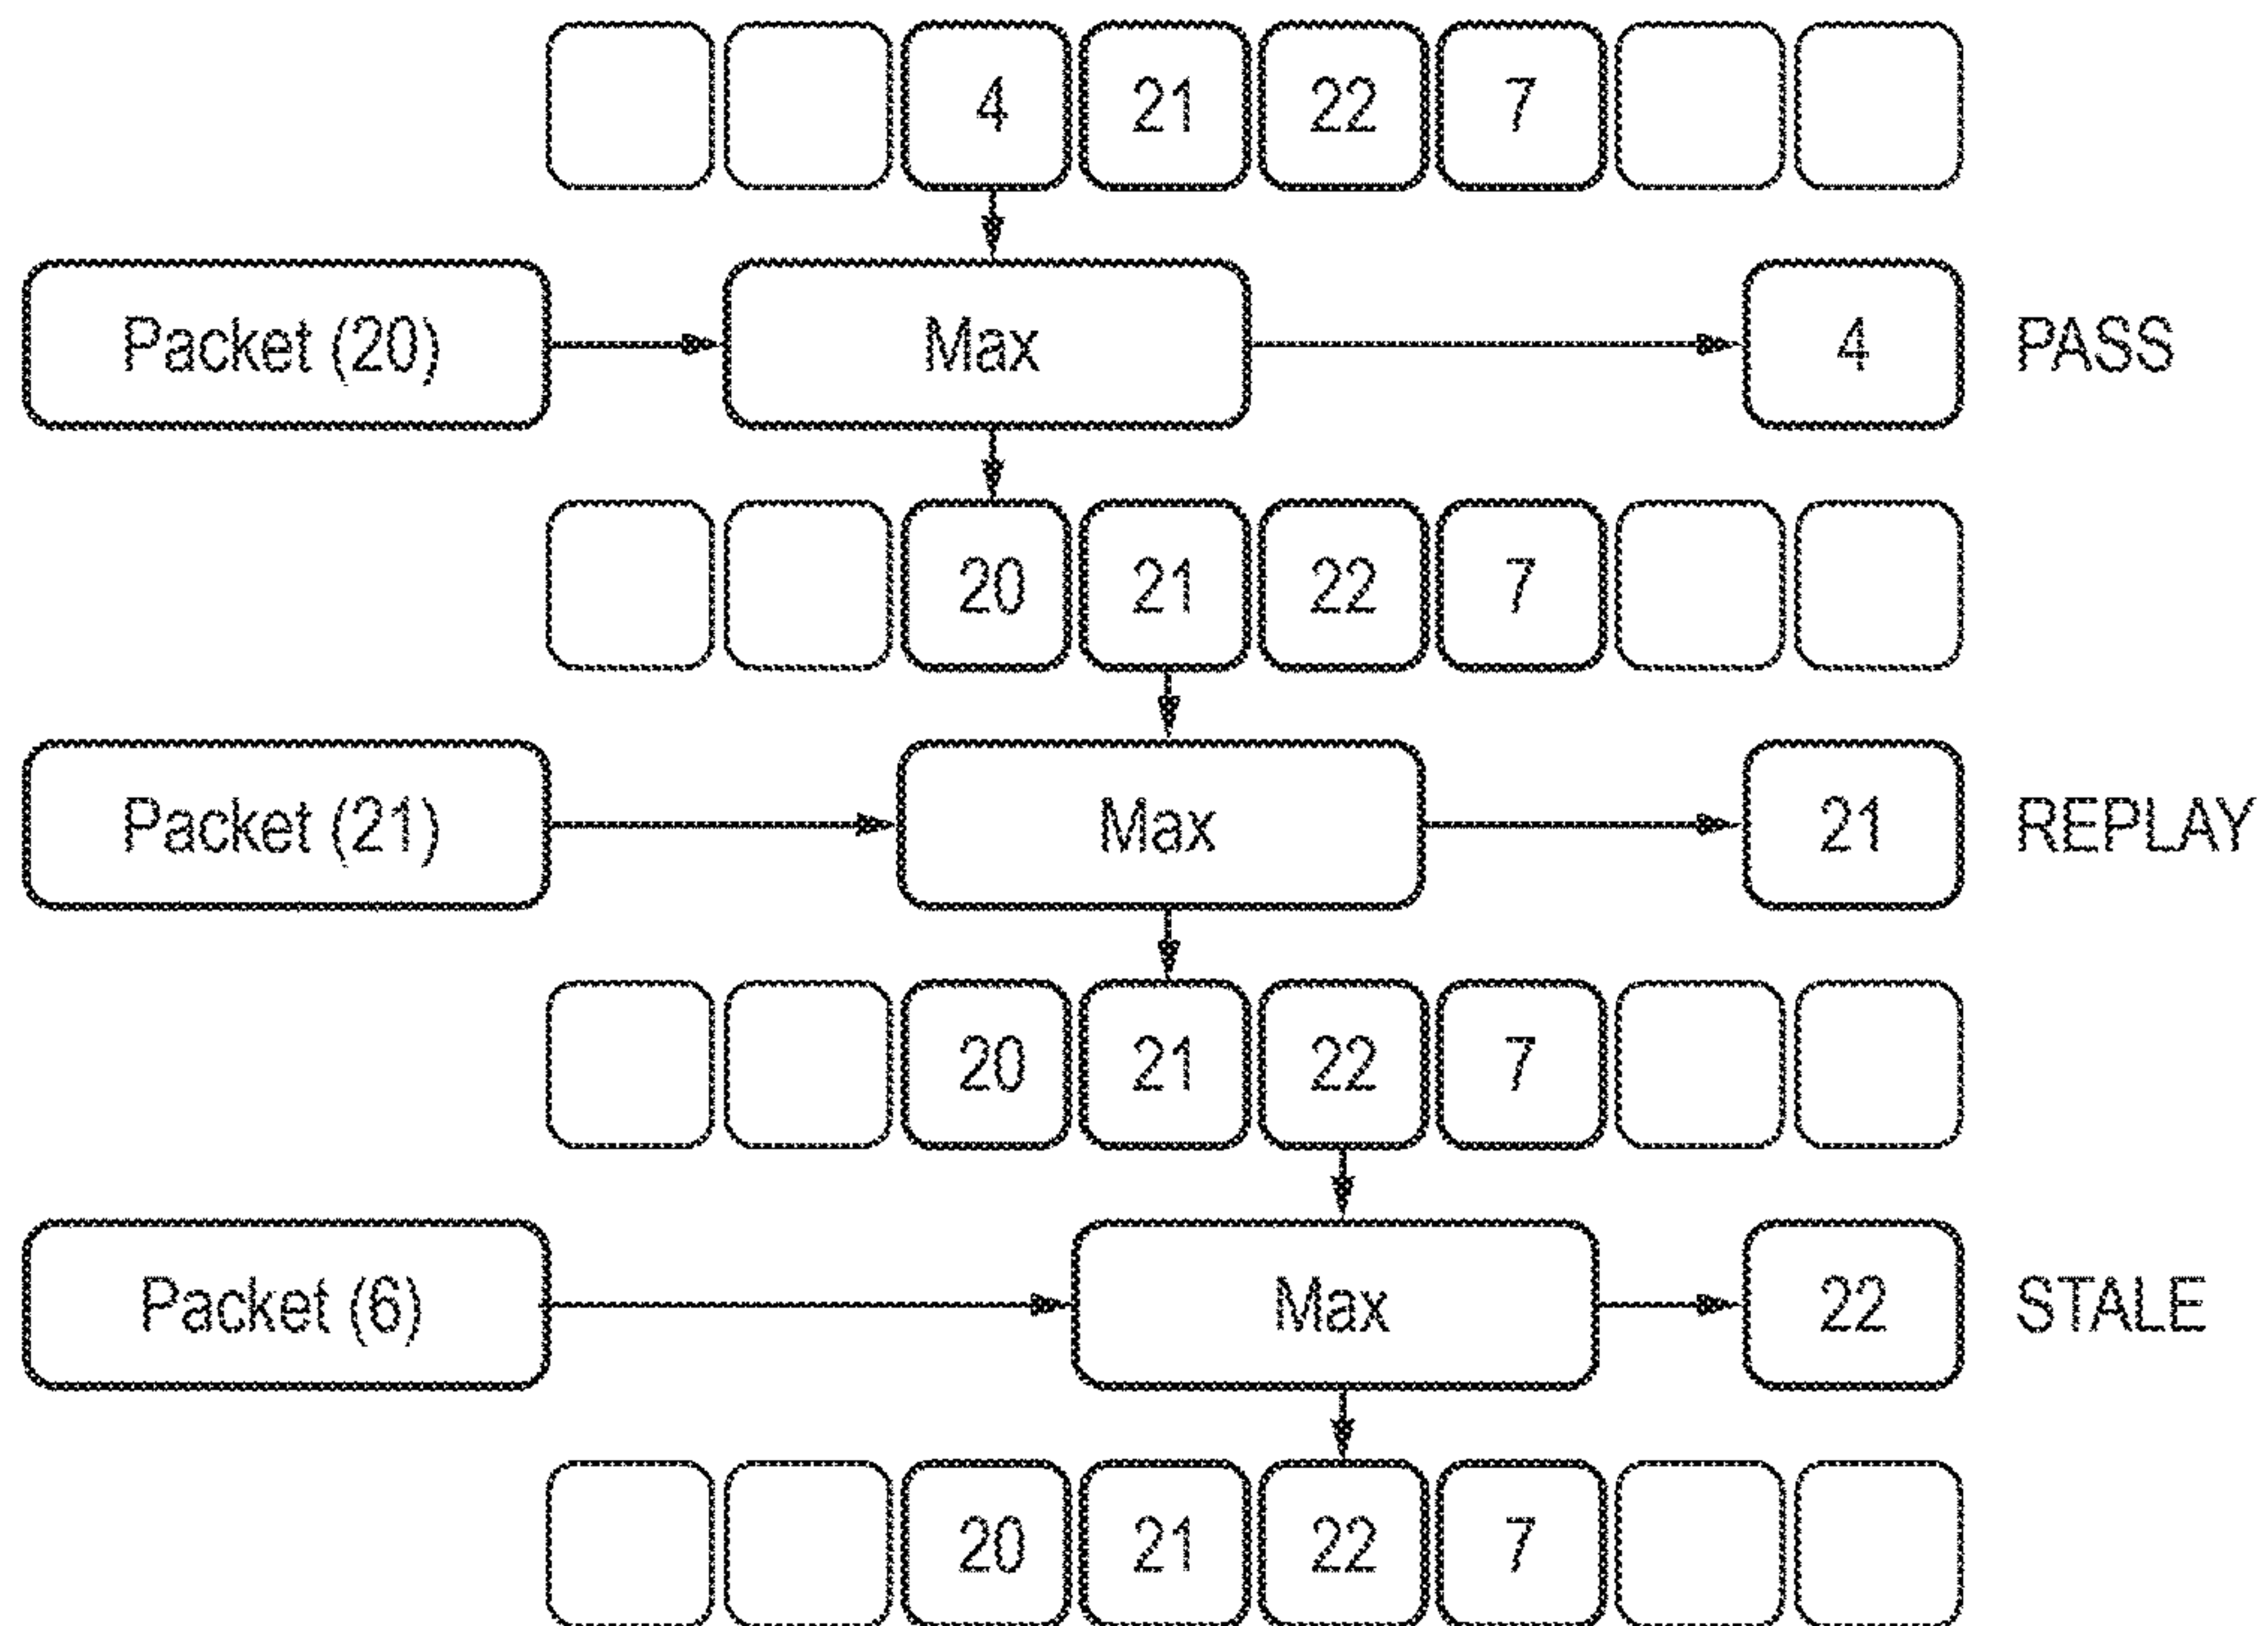 4 21 22 7
Packet (20) Max 4 PASS
20 21 22 7
Packet (21) Max 21 REPLAY
20 21 22 7
Packet (6) Max 22 STALE
20 21 22 7